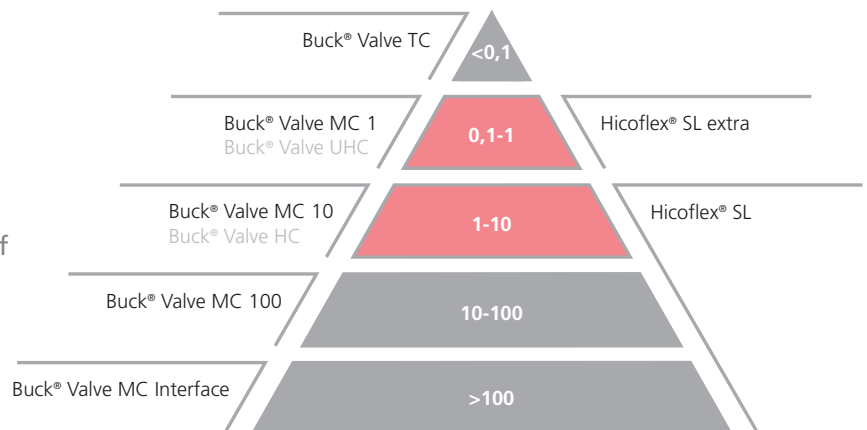 Buck® Valve TC
<0,1
Buck® Valve MC 1
Buck® Valve UHC
0,1-1
Hicoflex® SL extra
Buck® Valve MC 10
Buck® Valve HC
1-10
Hicoflex® SL
f
Buck® Valve MC 100
10-100
Buck® Valve MC Interface
>100